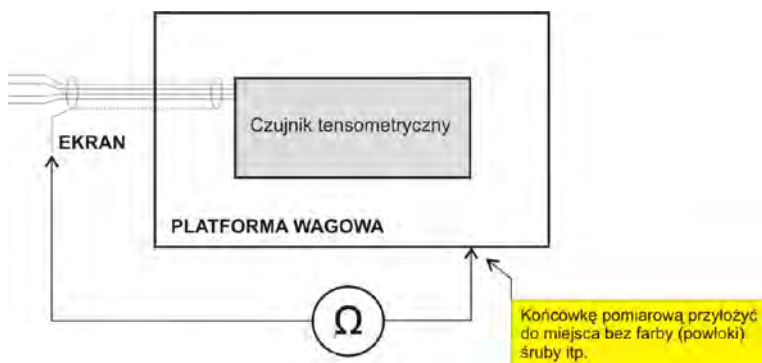 Czujnik tensometryczny
EKRAN
PLATFORMA WAGOWA
Ω
Końcówkę pomiarową przyłożyć
do miejsca bez farby (powłoki)
śruby itp.